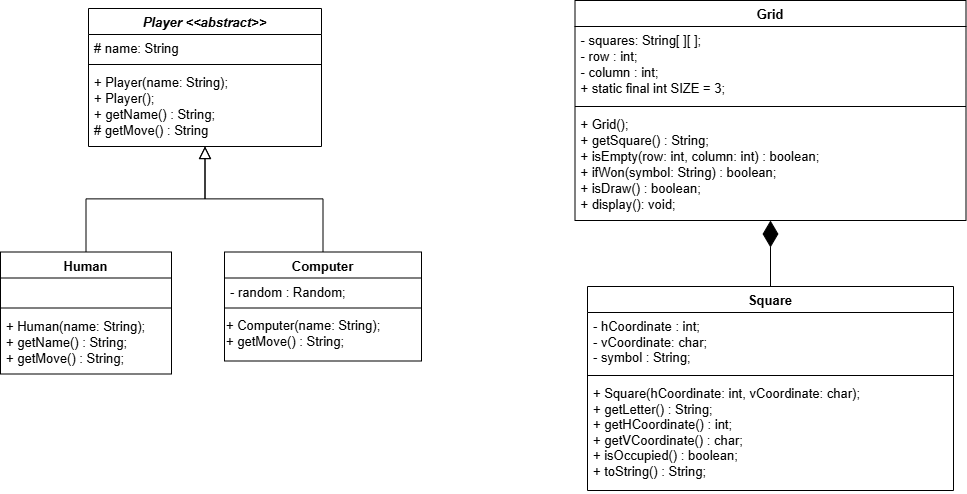 Player <<abstract>>
# name: String
+ Player(name: String);
+ Player();
+ getName() : String;
# getMove() : String
Human
+ Human(name: String);
+ getName() : String;
+ getMove() : String;
Computer
- random : Random;
+ Computer(name: String);
+ getMove() : String;
Grid
- squares: String[ ][ ];
- row : int;
- column : int;
+ static final int SIZE = 3;
+ Grid();
+ getSquare() : String;
+ isEmpty(row: int, column: int) : boolean;
+ ifWon(symbol: String) : boolean;
+ isDraw() : boolean;
+ display(): void;
Square
- hCoordinate : int;
- vCoordinate: char;
- symbol : String;
+ Square(hCoordinate: int, vCoordinate: char);
+ getLetter() : String;
+ getHCoordinate() : int;
+ getVCoordinate() : char;
+ isOccupied() : boolean;
+ toString() : String;